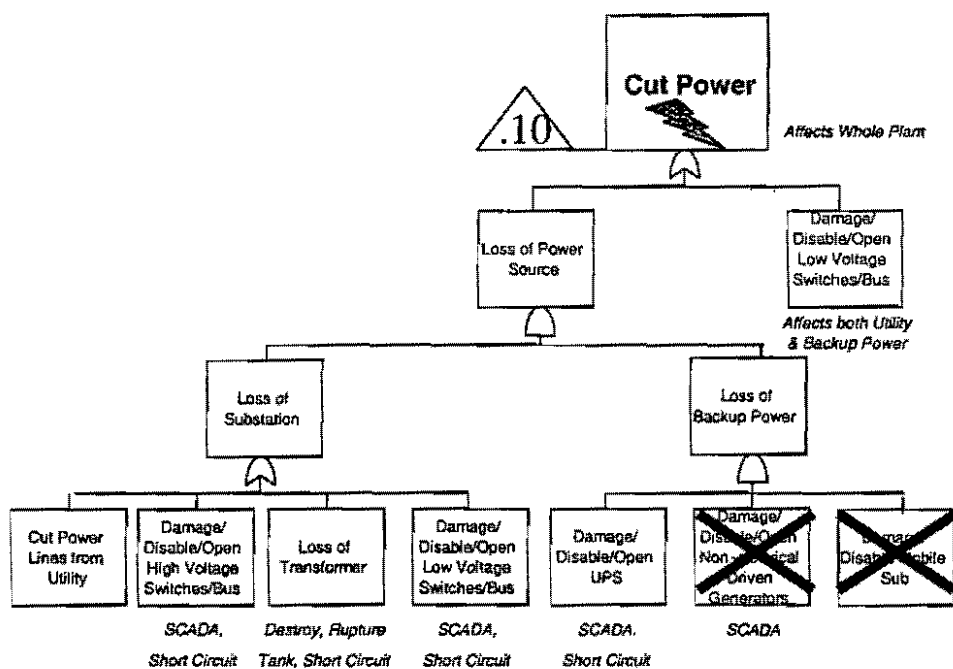 Cut Power
.10
Affects Whole Plant
Loss of Power
Source
Damage/
Disable/Open
Low Voltage
Switches/Bus
Affects both Utility
& Backup Power
Loss of
Substation
Loss of
Backup Power
Cut Power
Lines from
Utility
Damage/
Disable/Open
High Voltage
Switches/Bus
Loss of
Transformer
Damage/
Disable/Open
Low Voltage
Switches/Bus
Damage/
Disable/Open
UPS
Damage/
Disable/Open
Driven
Generators
Sub
SCADA,
Short Circuit
Destroy, Rupture
Tank, Short Circuit
SCADA,
Short Circuit
SCADA.
Short Circuit
SCADA